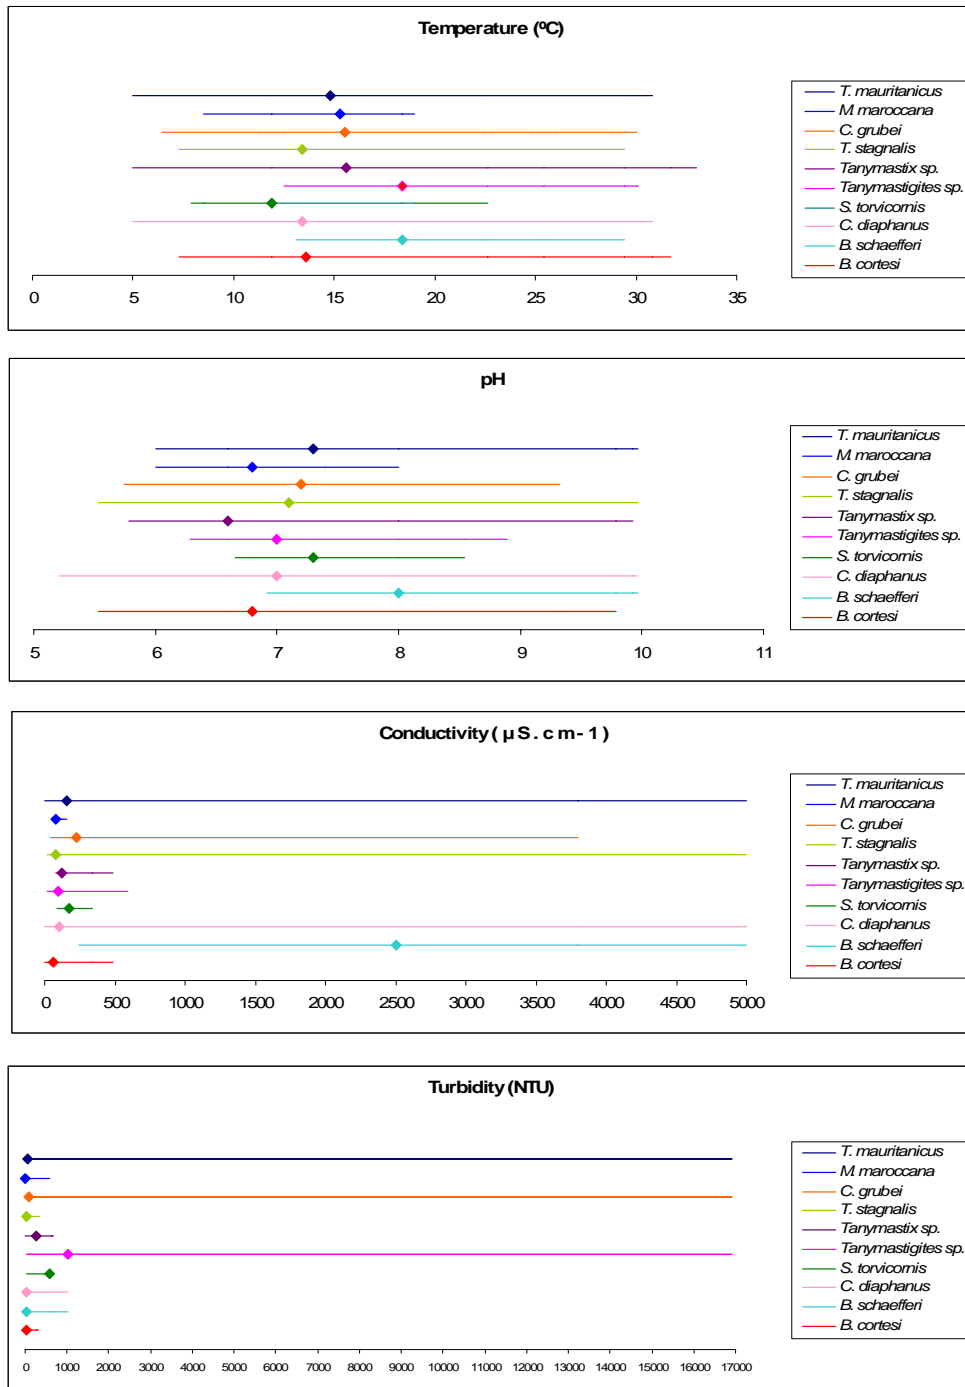 Temperature (ºC)
T. mauritanicus
M. maroccana
C. grubei
T. stagnalis
Tanymastix sp.
Tanymastigites sp.
S. torvicornis
C. diaphanus
B. schaefferi
B. cortesi
0 5 10 15 20 25 30 35
pH
T. mauritanicus
M. maroccana
C. grubei
T. stagnalis
Tanymastix sp.
Tanymastigites sp.
S. torvicornis
C. diaphanus
B. schaefferi
B. cortesi
5 6 7 8 9 10 11
Conductivity ( µ S . c m - 1 )
T. mauritanicus
M. maroccana
C. grubei
T. stagnalis
Tanymastix sp.
Tanymastigites sp.
S. torvicornis
C. diaphanus
B. schaefferi
B. cortesi
0 500 1000 1500 2000 2500 3000 3500 4000 4500 5000
Turbidity (NTU)
T. mauritanicus
M. maroccana
C. grubei
T. stagnalis
Tanymastix sp.
Tanymastigites sp.
S. torvicornis
C. diaphanus
B. schaefferi
B. cortesi
0 1000 2000 3000 4000 5000 6000 7000 8000 9000 10000 11000 12000 13000 14000 15000 16000 17000